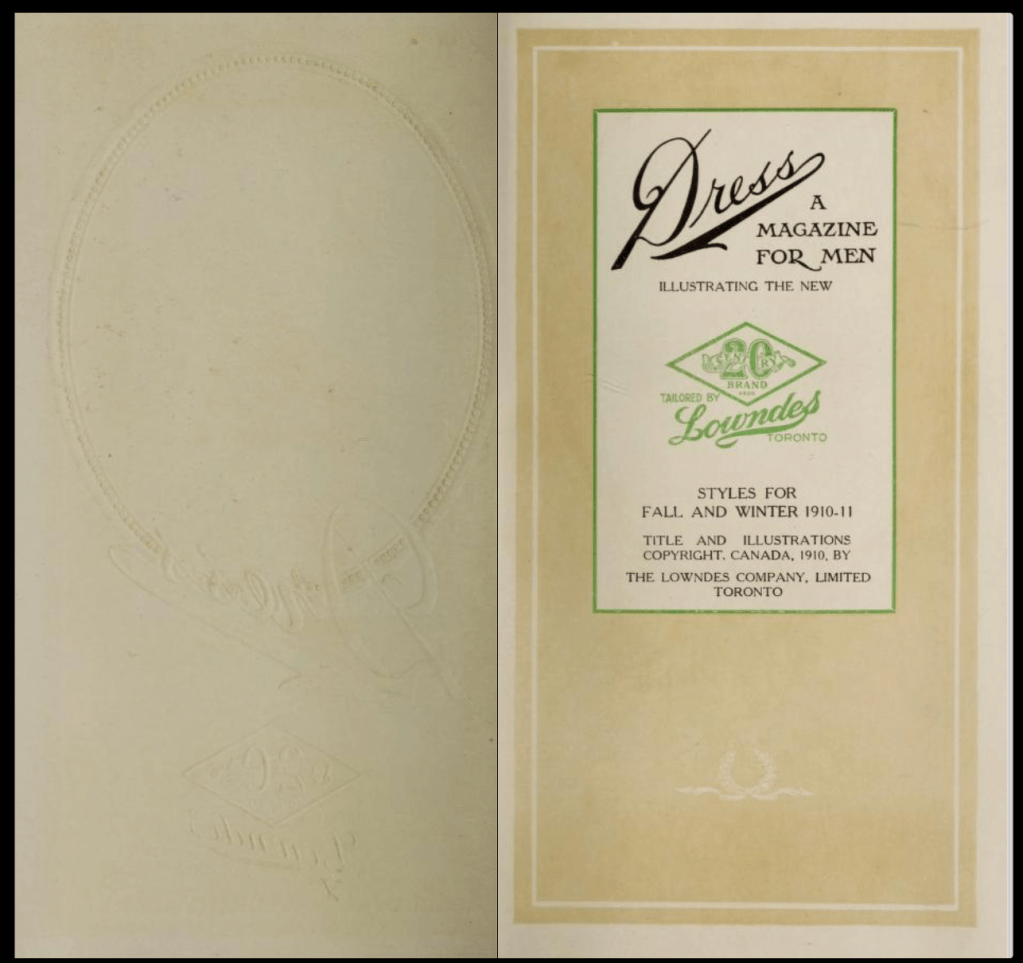 Dress
A
MAGAZINE
FOR MEN
ILLUSTRATING THE NEW
20
CENTURY
BRAND
TAILORED BY
Lowndes
TORONTO
STYLES FOR
FALL AND WINTER 1910-11
TITLE AND ILLUSTRATIONS
COPYRIGHT, CANADA, 1910, BY
THE LOWNDES COMPANY, LIMITED
TORONTO